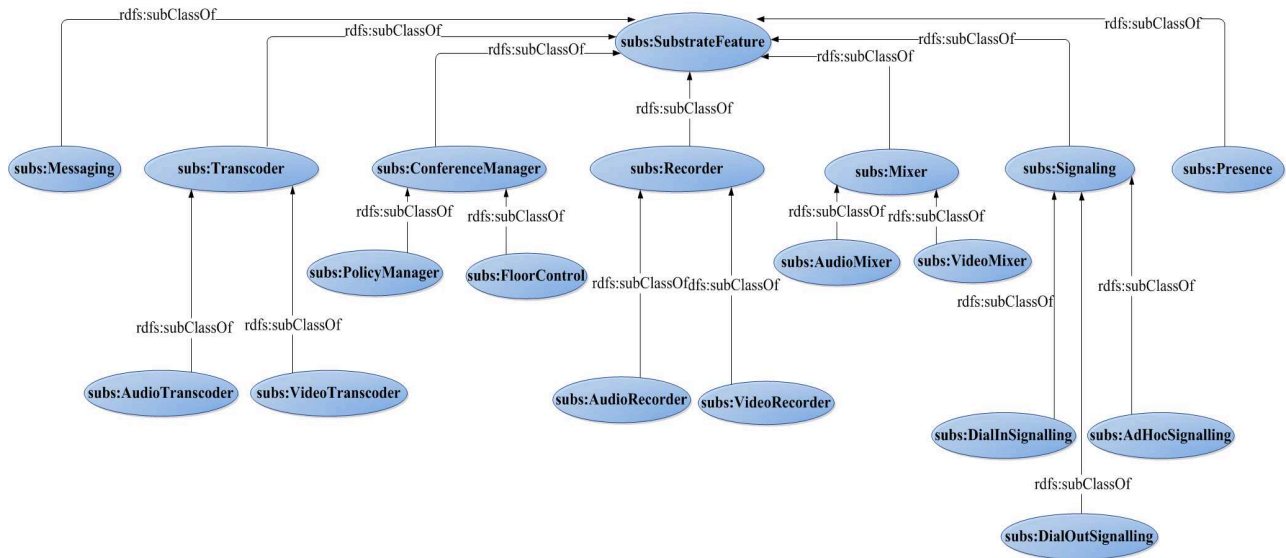 rdfs:subClassOf
rdfs:subClassOf
rdfs:subClassOf
subs:SubstrateFeature
rdfs:subClassOf
rdfs:subClassOf
rdfs:subClassOf
rdfs:subClassOf
subs:Messaging
subs:Transcoder
subs:ConferenceManager
subs:Recorder
subs:Mixer
subs:Signaling
subs:Presence
rdfs:subClassOf
rdfs:subClassOf
rdfs:subClassOf
rdfs:subClassOf
subs:PolicyManager
subs:FloorControl
subs:AudioMixer
subs:VideoMixer
rdfs:subClassOf
rdfs:subClassOf
rdfs:subClassOf
rdfs:subClassOf
rdfs:subClassOf
rdfs:subClassOf
subs:AudioTranscoder
subs:VideoTranscoder
subs:AudioRecorder
subs:VideoRecorder
subs:DialInSignalling
subs:AdHocSignalling
rdfs:subClassOf
subs:DialOutSignalling